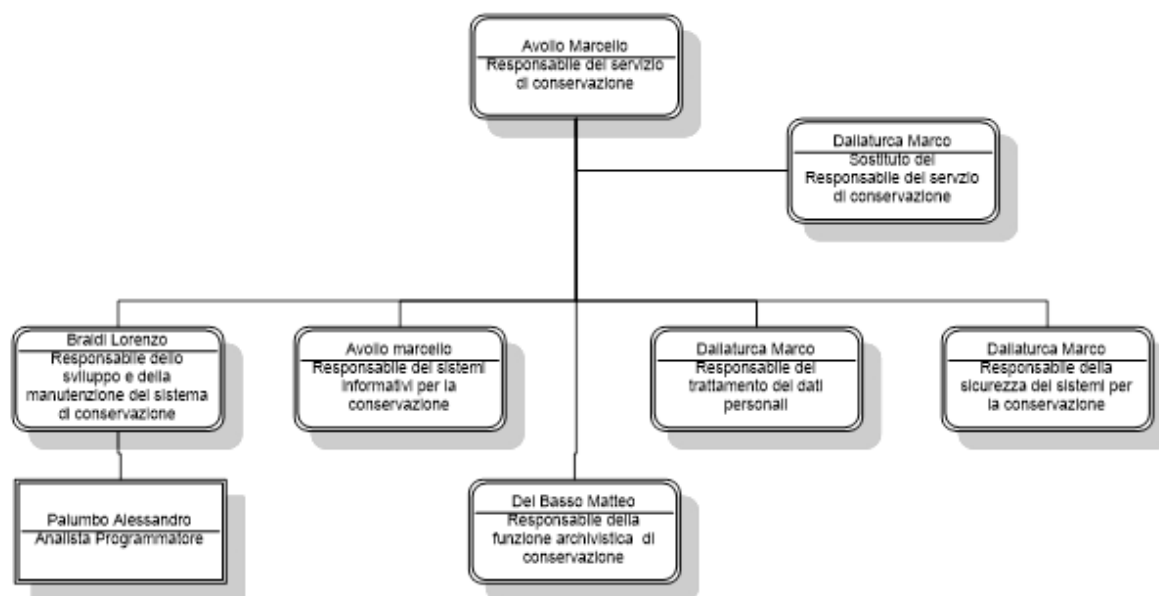 Avolio Marcello
Responsabile del servizio
di conservazione
Dallaturca Marco
Sostituto del
Responsabile del servzio
di conservazione
Braidi Lorenzo
Responsabile dello
sviluppo e della
manutenzione del sistema
di conservazione
Avolio marcello
Responsabile dei sistemi
informativi per la
conservazione
Dallaturca Marco
Responsabile del
trattamento dei dati
personali
Dallaturca Marco
Responsabile della
sicurezza dei sistemi per
la conservazione
Palumbo Alessandro
Analista Programmatore
Del Basso Matteo
Responsabile della
funzione archivistica di
conservazione